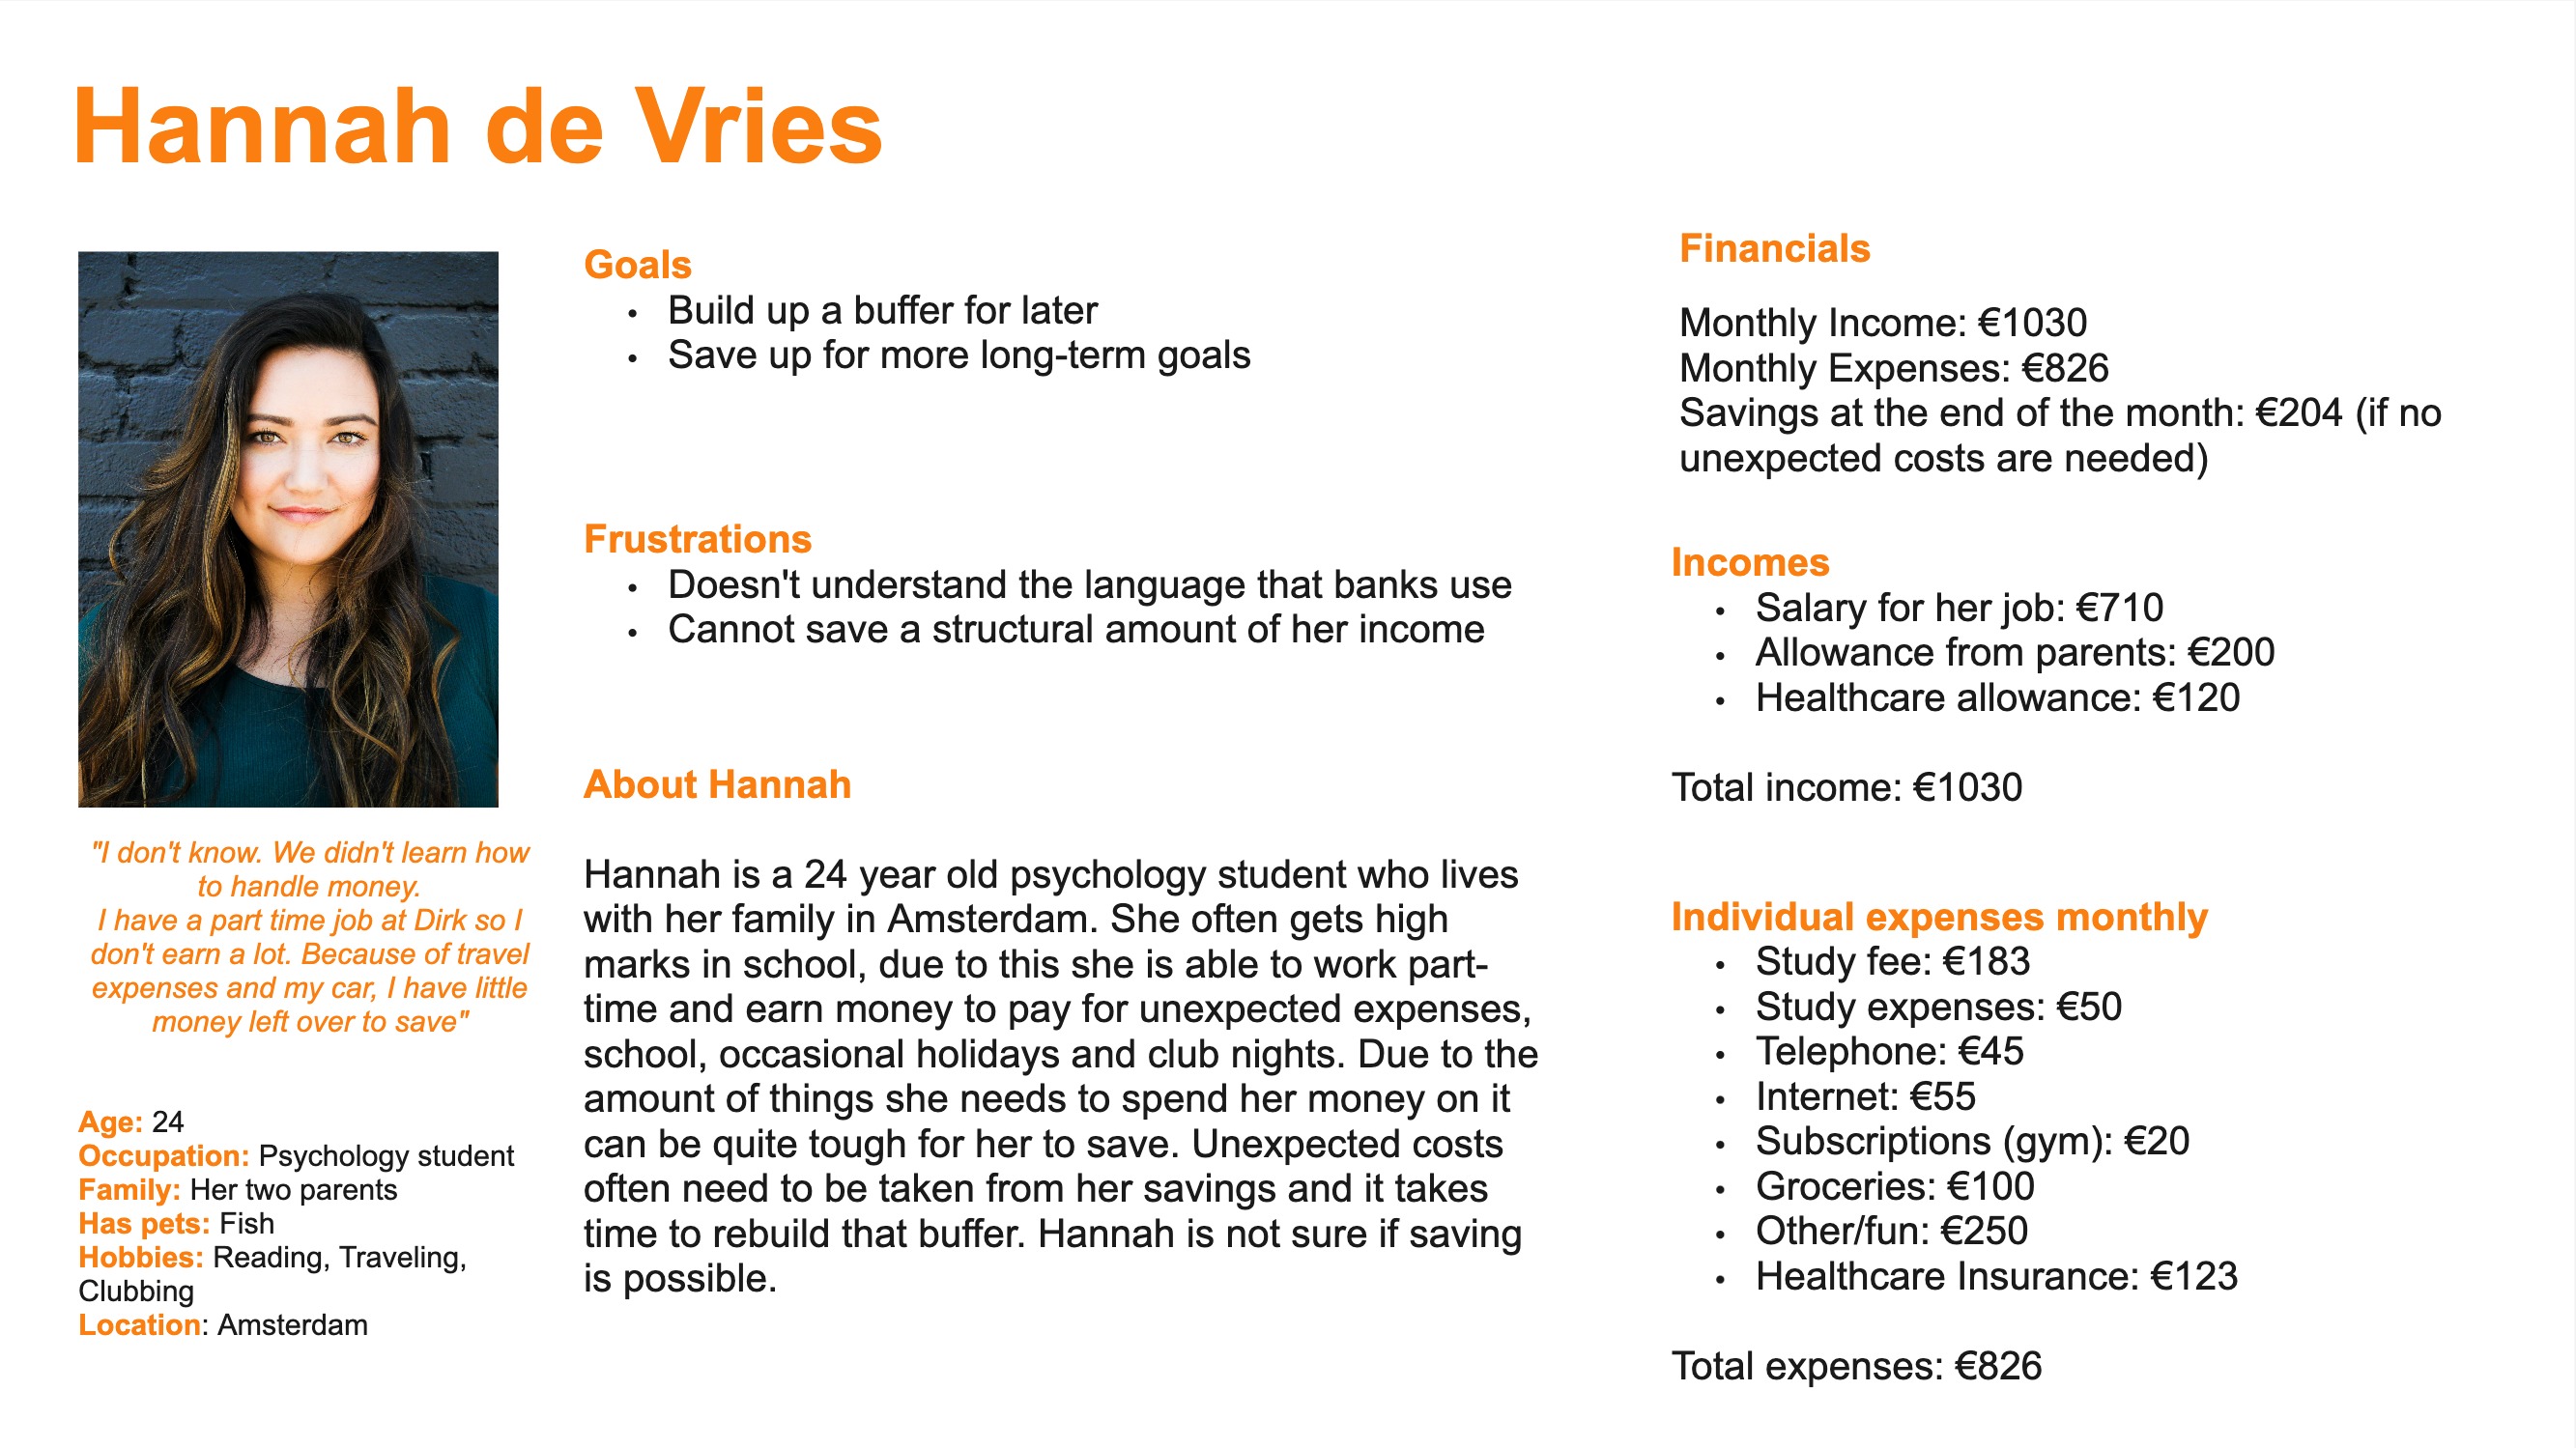 Hannah de Vries
"I don't know. We didn't learn how
to handle money.
I have a part time job at Dirk so I
don't earn a lot. Because of travel
expenses and my car, I have little
money left over to save"
Age: 24
Occupation: Psychology student
Family: Her two parents
Has pets: Fish
Hobbies: Reading, Traveling,
Clubbing
Location: Amsterdam
Goals
• Build up a buffer for later
• Save up for more long-term goals
Frustrations
• Doesn't understand the language that banks use
• Cannot save a structural amount of her income
About Hannah
Hannah is a 24 year old psychology student who lives
with her family in Amsterdam. She often gets high
marks in school, due to this she is able to work part-
time and earn money to pay for unexpected expenses,
school, occasional holidays and club nights. Due to the
amount of things she needs to spend her money on it
can be quite tough for her to save. Unexpected costs
often need to be taken from her savings and it takes
time to rebuild that buffer. Hannah is not sure if saving
is possible.
Financials
Monthly Income: €1030
Monthly Expenses: €826
Savings at the end of the month: €204 (if no
unexpected costs are needed)
Incomes
• Salary for her job: €710
• Allowance from parents: €200
• Healthcare allowance: €120
Total income: €1030
Individual expenses monthly
• Study fee: €183
• Study expenses: €50
• Telephone: €45
• Internet: €55
• Subscriptions (gym): €20
• Groceries: €100
• Other/fun: €250
• Healthcare Insurance: €123
Total expenses: €826